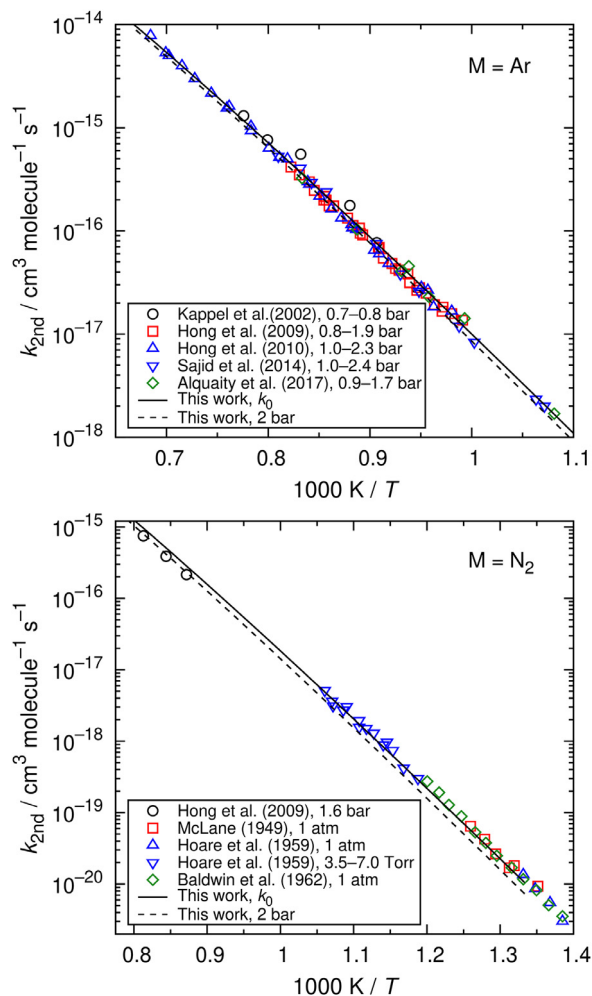 10⁻¹⁴
M = Ar
10⁻¹⁵
10⁻¹⁶
10⁻¹⁷
10⁻¹⁸
k₂ₙd / cm³ molecule⁻¹ s⁻¹
Kappel et al.(2002), 0.7–0.8 bar
Hong et al. (2009), 0.8–1.9 bar
Hong et al. (2010), 1.0–2.3 bar
Sajid et al. (2014), 1.0–2.4 bar
Alquaity et al. (2017), 0.9–1.7 bar
This work, k₀
This work, 2 bar
0.7 0.8 0.9 1 1.1
1000 K / T
10⁻¹⁵
M = N₂
10⁻¹⁶
10⁻¹⁷
10⁻¹⁸
10⁻¹⁹
10⁻²⁰
k₂ₙd / cm³ molecule⁻¹ s⁻¹
Hong et al. (2009), 1.6 bar
McLane (1949), 1 atm
Hoare et al. (1959), 1 atm
Hoare et al. (1959), 3.5–7.0 Torr
Baldwin et al. (1962), 1 atm
This work, k₀
This work, 2 bar
0.8 0.9 1 1.1 1.2 1.3 1.4
1000 K / T